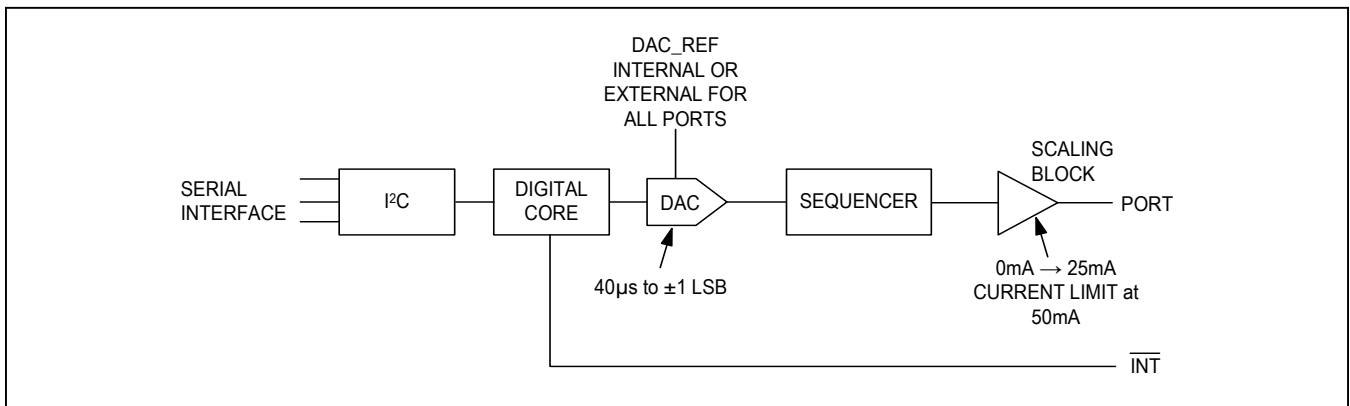 DAC_REF
INTERNAL OR
EXTERNAL FOR
ALL PORTS
SERIAL
INTERFACE
I²C
DIGITAL
CORE
DAC
SEQUENCER
SCALING
BLOCK
PORT
40µs to ±1 LSB
0mA → 25mA
CURRENT LIMIT at
50mA
I̅N̅T̅